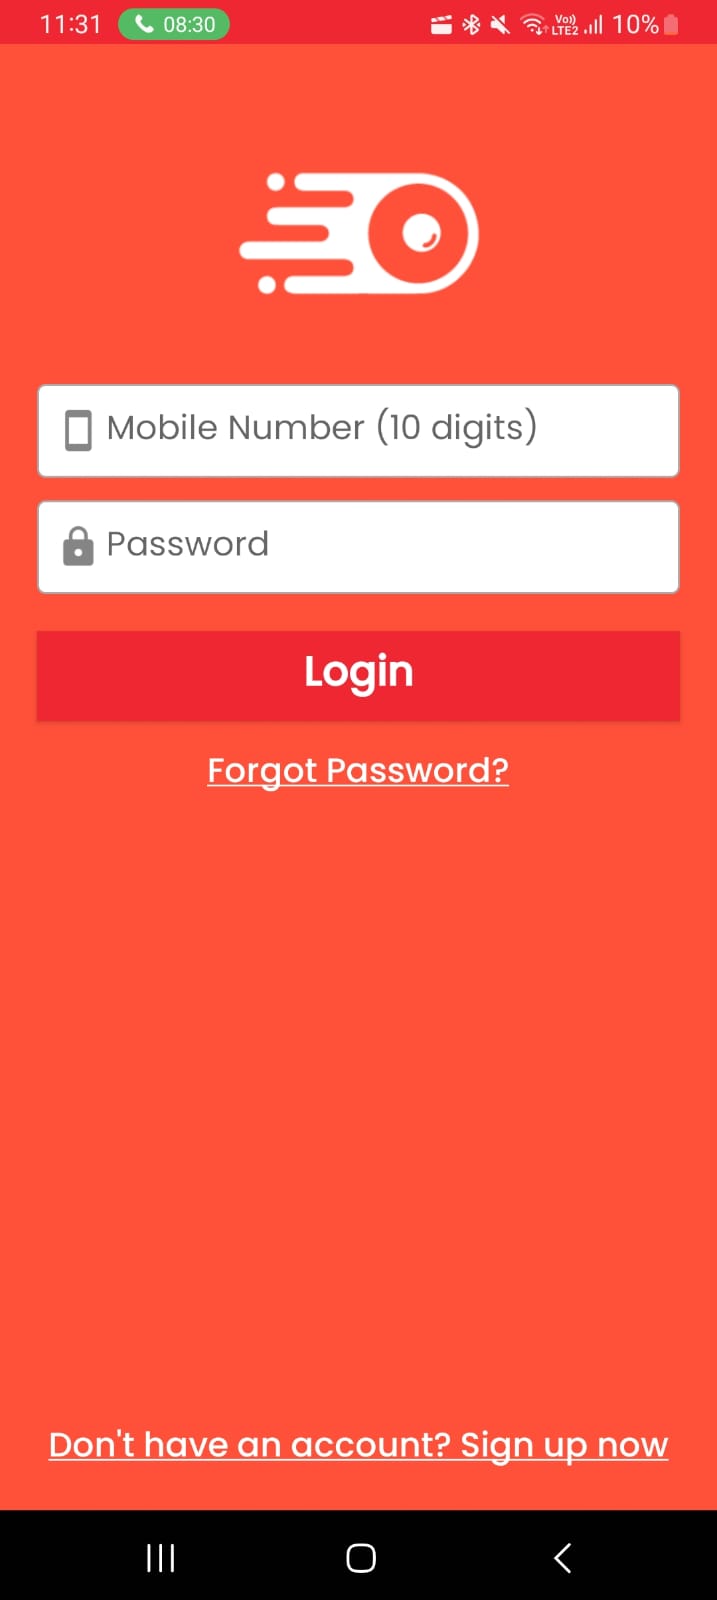 11:31 08:30 Vo)) LTE2 10%
Mobile Number (10 digits)
Password
Login
Forgot Password?
Don't have an account? Sign up now